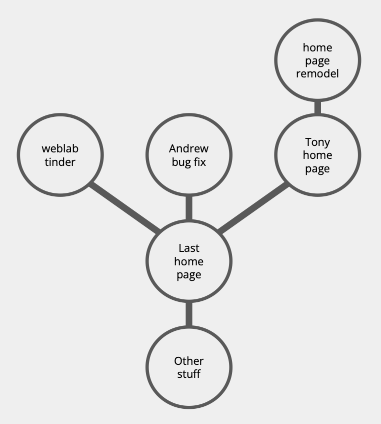 home
page
remodel
weblab
tinder
Andrew
bug fix
Tony
home
page
Last
home
page
Other
stuff